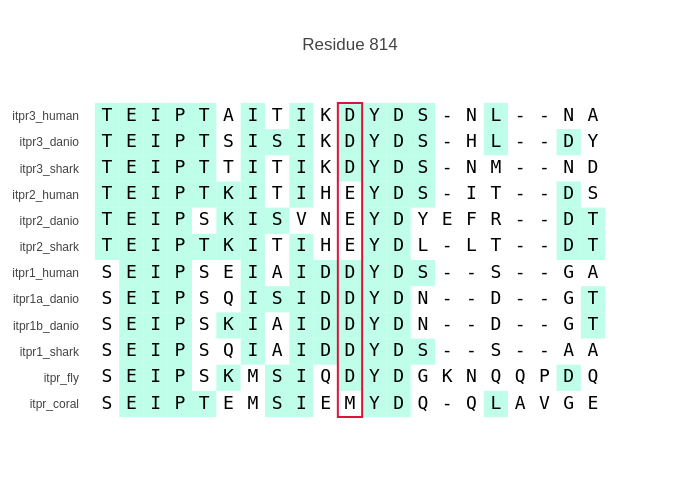 Residue 814
itpr3_human T E I P T A I T I K D Y D S - N L - - N A
itpr3_danio T E I P T S I S I K D Y D S - H L - - D Y
itpr3_shark T E I P T T I T I K D Y D S - N M - - N D
itpr2_human T E I P T K I T I H E Y D S - I T - - D S
itpr2_danio T E I P S K I S V N E Y D Y E F R - - D T
itpr2_shark T E I P T K I T I H E Y D L - L T - - D T
itpr1_human S E I P S E I A I D D Y D S - - S - - G A
itpr1a_danio S E I P S Q I S I D D Y D N - - D - - G T
itpr1b_danio S E I P S K I A I D D Y D N - - D - - G T
itpr1_shark S E I P S Q I A I D D Y D S - - S - - A A
itpr_fly S E I P S K M S I Q D Y D G K N Q Q P D Q
itpr_coral S E I P T E M S I E M Y D Q - Q L A V G E